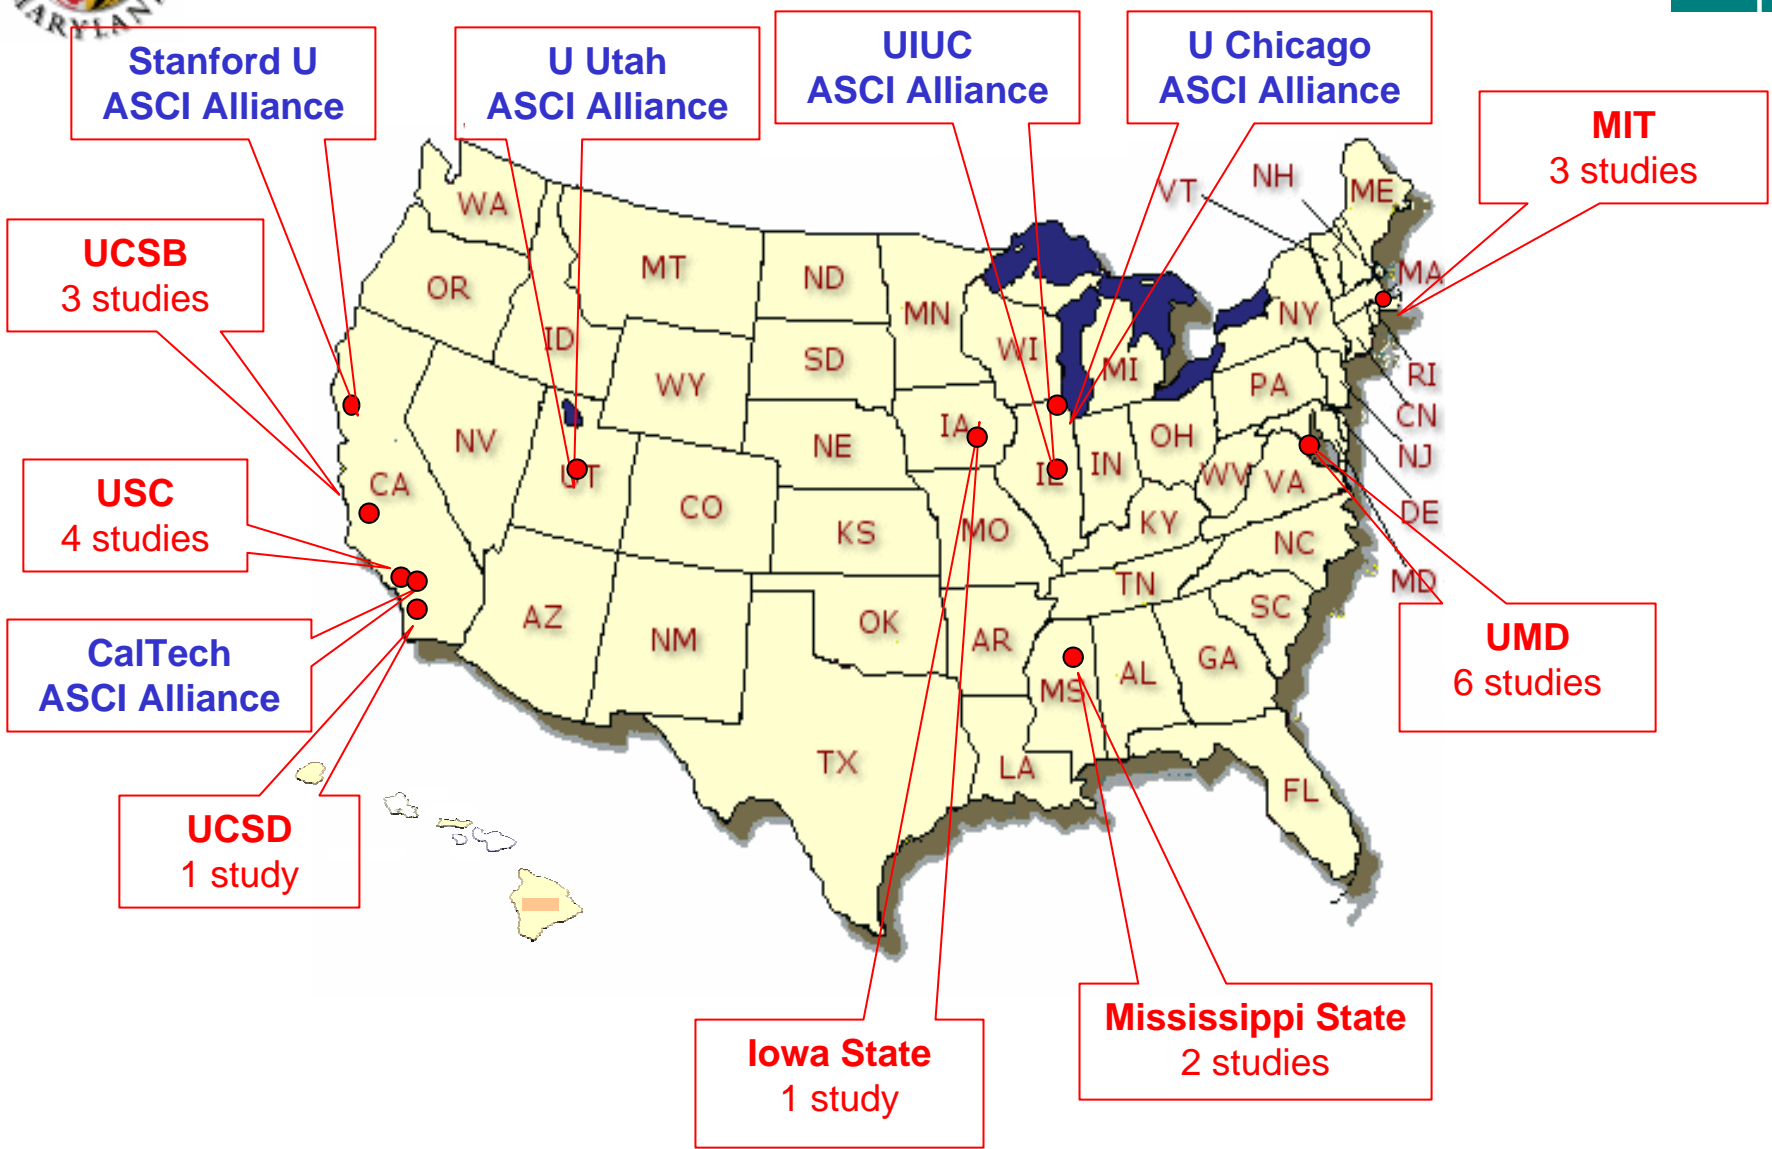 MARYLAND
Stanford U
ASCI Alliance
U Utah
ASCI Alliance
UIUC
ASCI Alliance
U Chicago
ASCI Alliance
MIT
3 studies
UCSB
3 studies
USC
4 studies
CalTech
ASCI Alliance
UCSD
1 study
Iowa State
1 study
Mississippi State
2 studies
UMD
6 studies
WA
OR
ID
MT
ND
MN
SD
WY
WI
MI
NV
UT
CA
CO
NE
IA
IL
IN
OH
KS
MO
KY
WV
VA
PA
NY
VT
NH
ME
MA
RI
CN
NJ
DE
MD
NC
TN
SC
AZ
NM
OK
AR
MS
AL
GA
TX
LA
FL